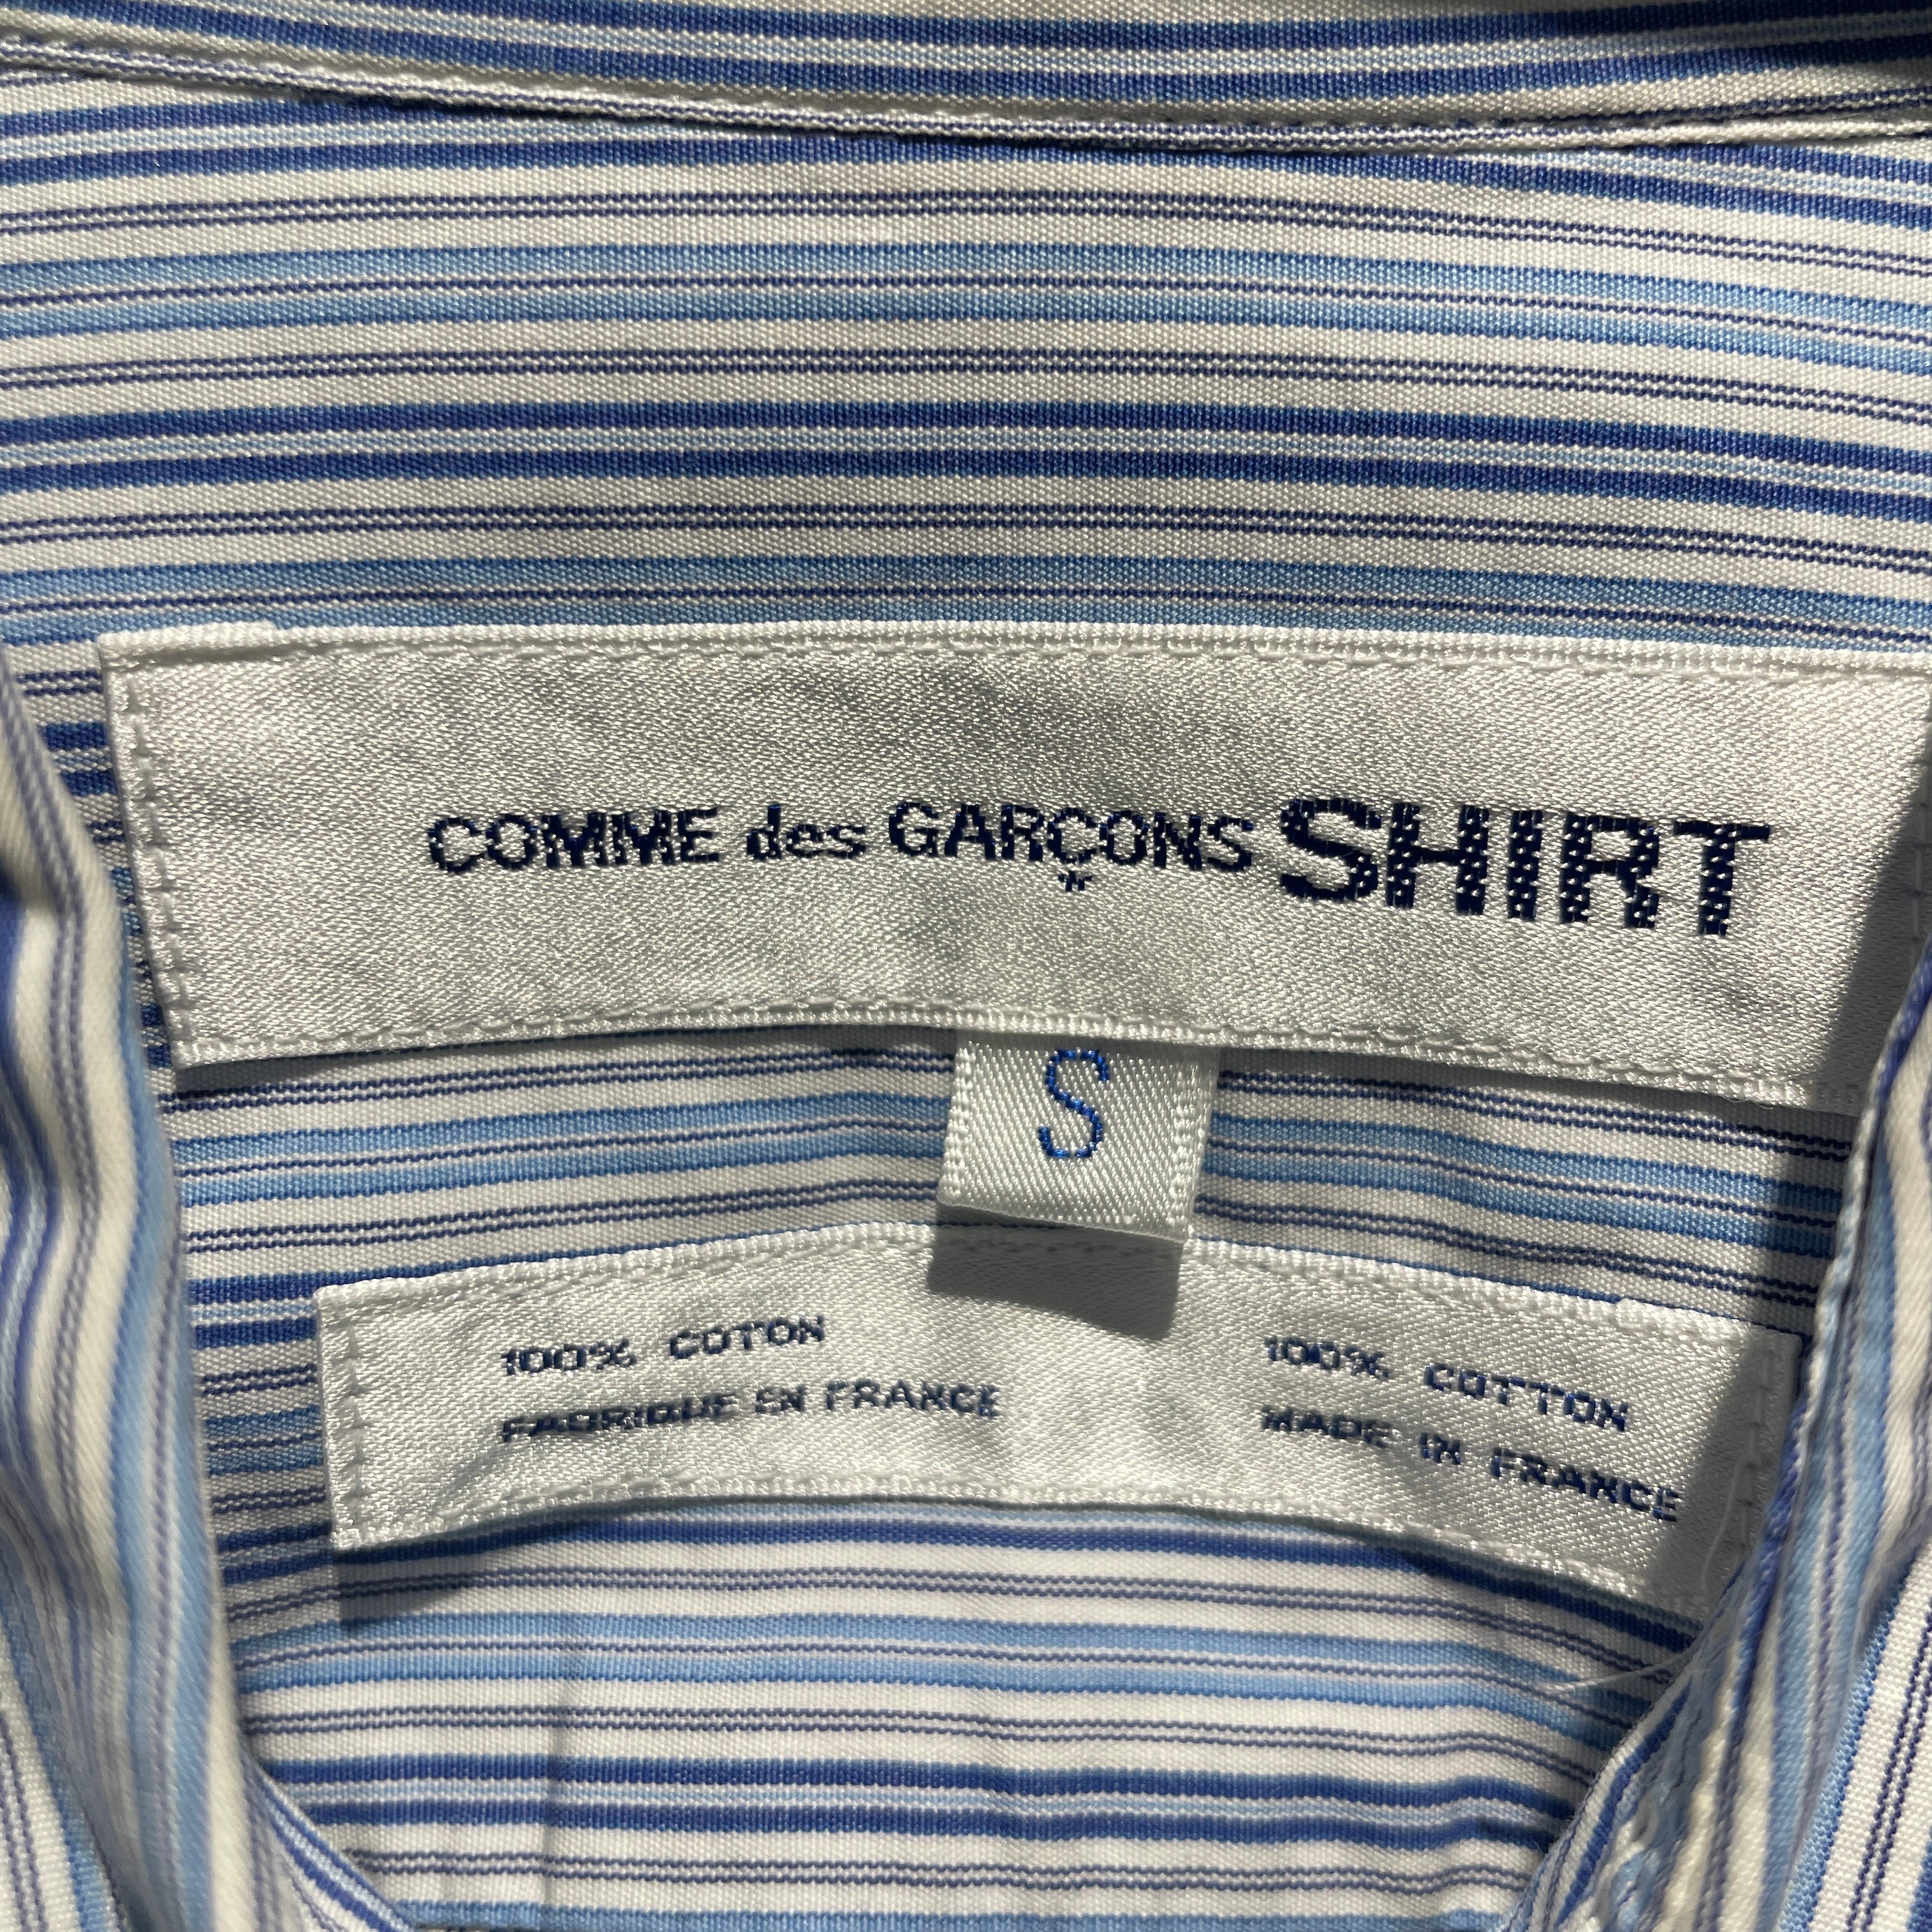 COMME des GARÇONS SHIRT
S
100% COTON
FABRIQUE EN FRANCE
100% COTTON
MADE IN FRANCE